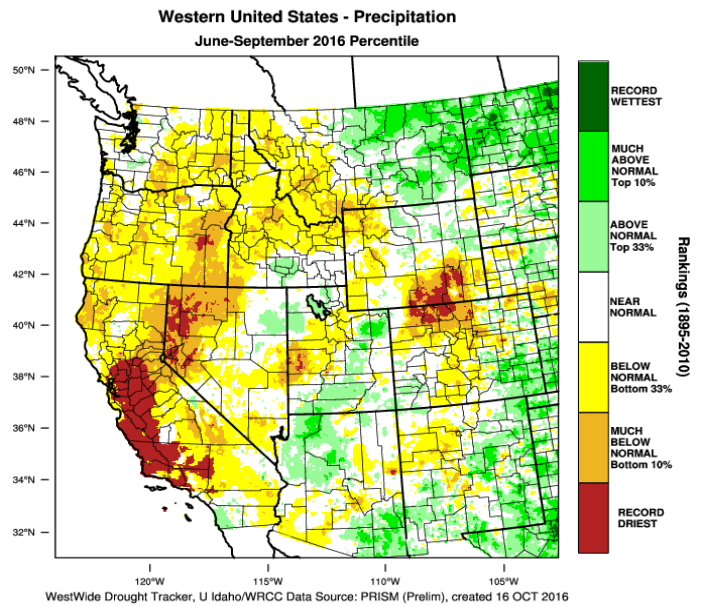 Western United States - Precipitation
June-September 2016 Percentile
50°N
48°N
46°N
44°N
42°N
40°N
38°N
36°N
34°N
32°N
120°W
115°W
110°W
105°W
RECORD
WETTEST
MUCH
ABOVE
NORMAL
Top 10%
ABOVE
NORMAL
Top 33%
NEAR
NORMAL
BELOW
NORMAL
Bottom 33%
MUCH
BELOW
NORMAL
Bottom 10%
RECORD
DRIEST
Rankings (1895-2010)
WestWide Drought Tracker, U Idaho/WRCC Data Source: PRISM (Prelim), created 16 OCT 2016